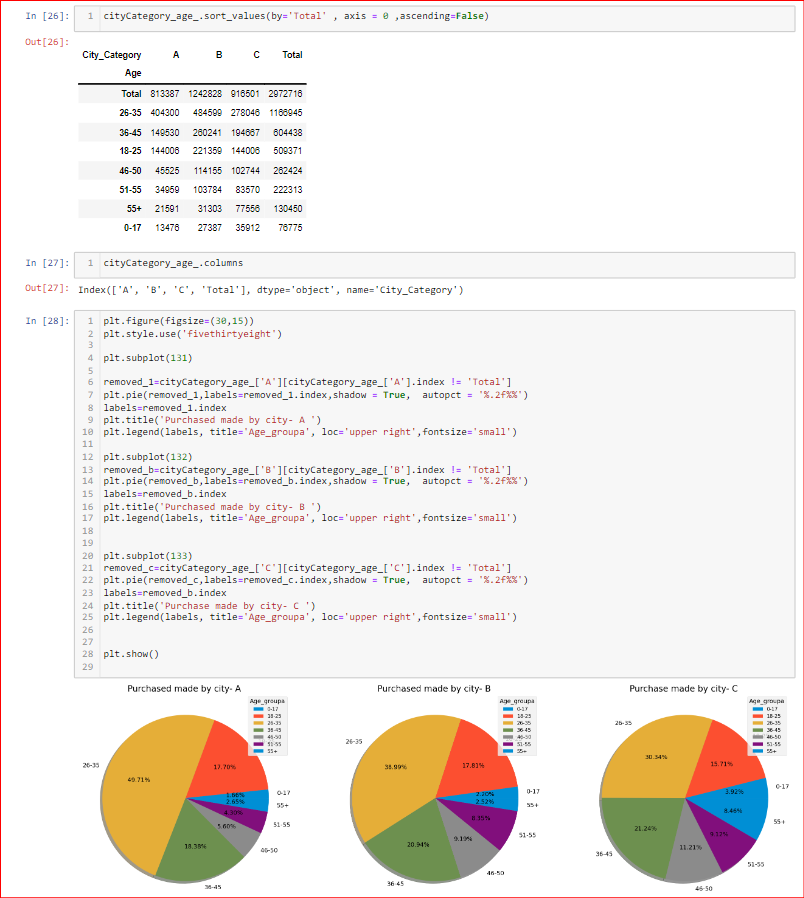 In [26]: 1 cityCategory_age_.sort_values(by='Total' , axis = 0 ,ascending=False)
Out[26]:
City_Category A B C Total
Age
Total 813387 1242828 916501 2972716
26-35 404300 484599 278046 1166945
36-45 149530 260241 194667 604438
18-25 144006 221359 144006 509371
46-50 45525 114155 102744 262424
51-55 34959 103784 83570 222313
55+ 21591 31303 77556 130450
0-17 13476 27387 35912 76775
In [27]: 1 cityCategory_age_.columns
Out[27]: Index(['A', 'B', 'C', 'Total'], dtype='object', name='City_Category')
In [28]: 1 plt.figure(figsize=(30,15))
2 plt.style.use('fivethirtyeight')
3
4 plt.subplot(131)
5
6 removed_1=cityCategory_age_['A'][cityCategory_age_['A'].index != 'Total']
7 plt.pie(removed_1,labels=removed_1.index,shadow = True,  autopct = '%.2f%%')
8 labels=removed_1.index
9 plt.title('Purchased made by city- A ')
10 plt.legend(labels, title='Age_groupa', loc='upper right',fontsize='small')
11
12 plt.subplot(132)
13 removed_b=cityCategory_age_['B'][cityCategory_age_['B'].index != 'Total']
14 plt.pie(removed_b,labels=removed_b.index,shadow = True,  autopct = '%.2f%%')
15 labels=removed_b.index
16 plt.title('Purchased made by city- B ')
17 plt.legend(labels, title='Age_groupa', loc='upper right',fontsize='small')
18
19
20 plt.subplot(133)
21 removed_c=cityCategory_age_['C'][cityCategory_age_['C'].index != 'Total']
22 plt.pie(removed_c,labels=removed_c.index,shadow = True,  autopct = '%.2f%%')
23 labels=removed_b.index
24 plt.title('Purchase made by city- C ')
25 plt.legend(labels, title='Age_groupa', loc='upper right',fontsize='small')
26
27
28 plt.show()
29
Purchased made by city- A
Age_groupa
0-17
18-25
26-35
36-45
46-50
51-55
55+
26-35
49.71%
17.70%
1.66%
2.65%
4.30%
5.60%
18.38%
0-17
55+
51-55
46-50
36-45
Purchased made by city- B
Age_groupa
0-17
18-25
26-35
36-45
46-50
51-55
55+
26-35
38.99%
17.81%
2.20%
2.52%
8.35%
9.19%
20.94%
0-17
55+
51-55
46-50
36-45
Purchase made by city- C
Age_groupa
0-17
18-25
26-35
36-45
46-50
51-55
55+
26-35
30.34%
15.71%
3.92%
8.46%
9.12%
11.21%
21.24%
0-17
55+
51-55
46-50
36-45